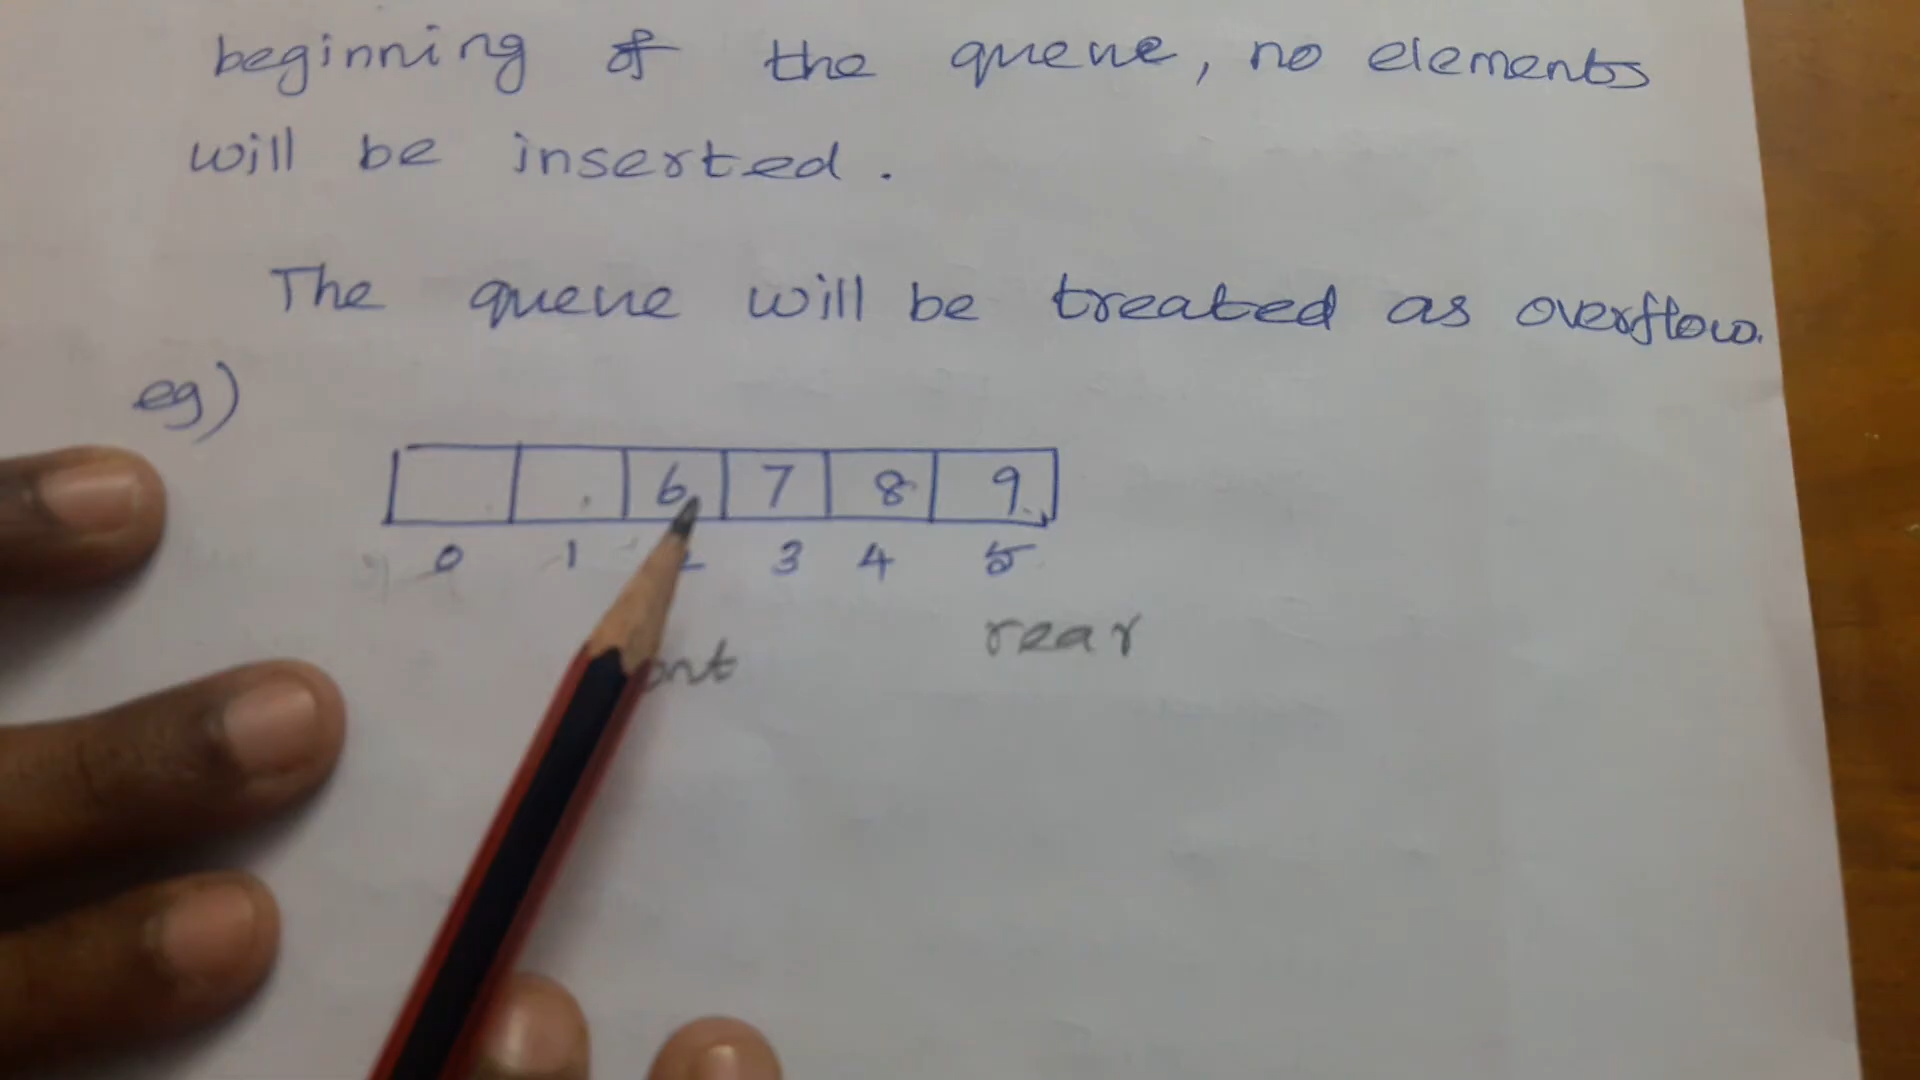 beginning of the queue, no elements
will be inserted.
The queue will be treated as overflow.
eg)
6 7 8 9
0 1 2 3 4 5
rear